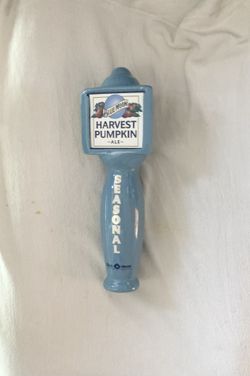 BLUE MOON
HARVEST
PUMPKIN
-ALE-
SEASONAL